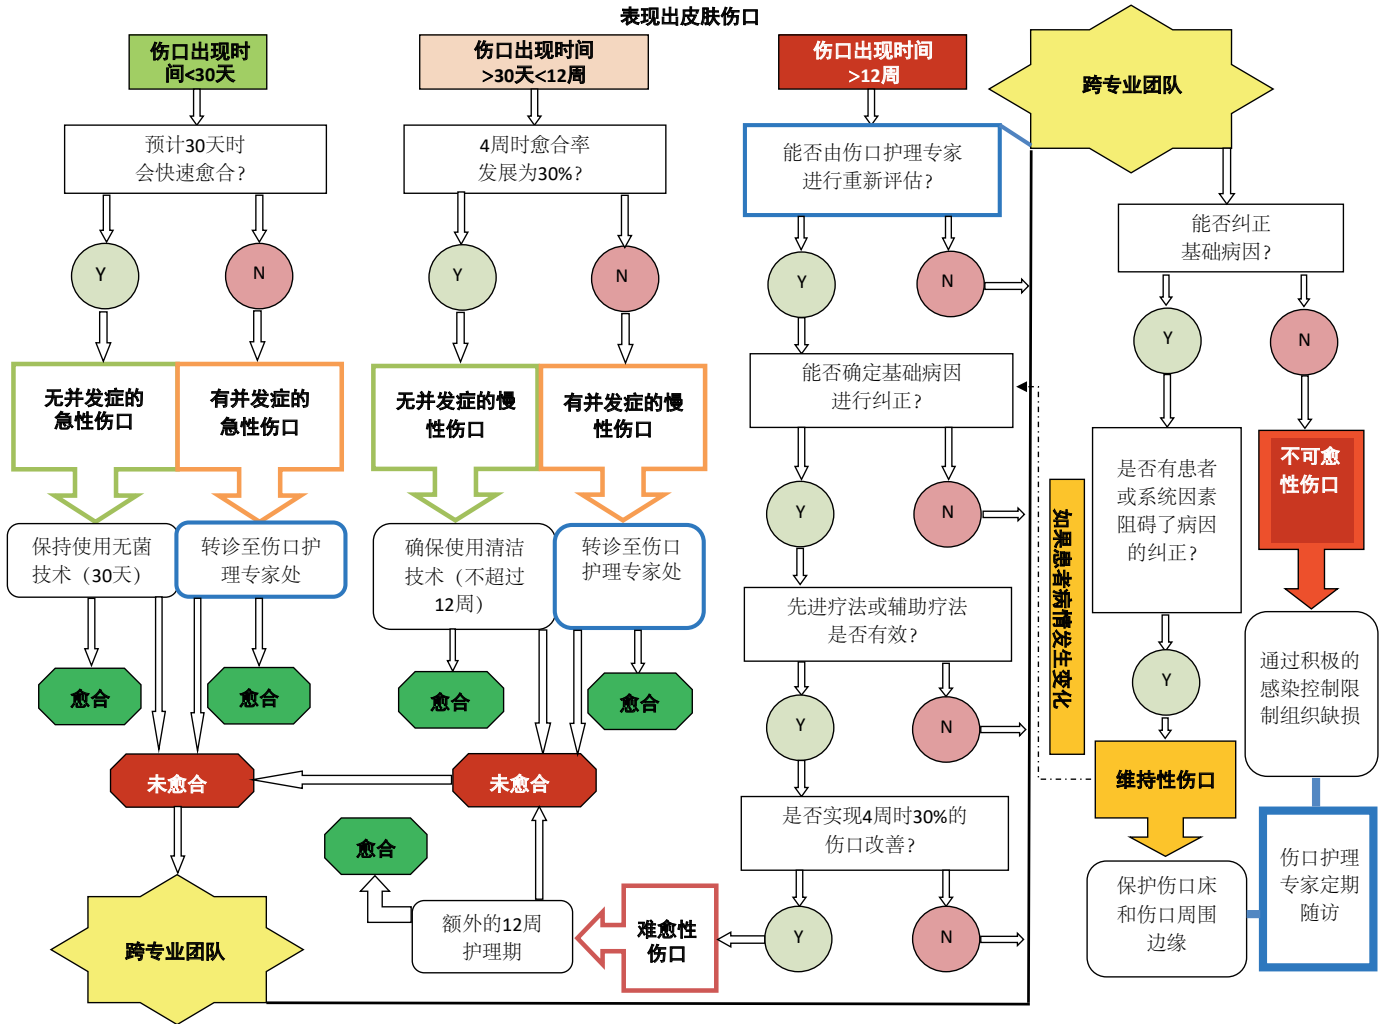 表现出皮肤伤口
伤口出现时
间<30天
预计30天时
会快速愈合?
Y
N
无并发症的
急性伤口
有并发症的
急性伤口
保持使用无菌
技术（30天）
转诊至伤口护
理专家处
愈合
愈合
未愈合
跨专业团队
伤口出现时间
>30天<12周
4周时愈合率
发展为30%?
Y
N
无并发症的慢
性伤口
有并发症的慢
性伤口
确保使用清洁
技术（不超过
12周）
转诊至伤口
护理专家处
愈合
愈合
未愈合
愈合
额外的12周
护理期
难愈性
伤口
伤口出现时间
>12周
能否由伤口护理专家
进行重新评估?
Y
N
能否确定基础病因
进行纠正?
Y
N
先进疗法或辅助疗法
是否有效?
Y
N
是否实现4周时30%的
伤口改善?
Y
N
跨专业团队
能否纠正
基础病因?
Y
N
是否有患者
或系统因素
阻碍了病因
的纠正?
Y
不可愈
性伤口
如果患者病情发生变化
维持性伤口
通过积极的
感染控制限
制组织缺损
保护伤口床
和伤口周围
边缘
伤口护理
专家定期
随访